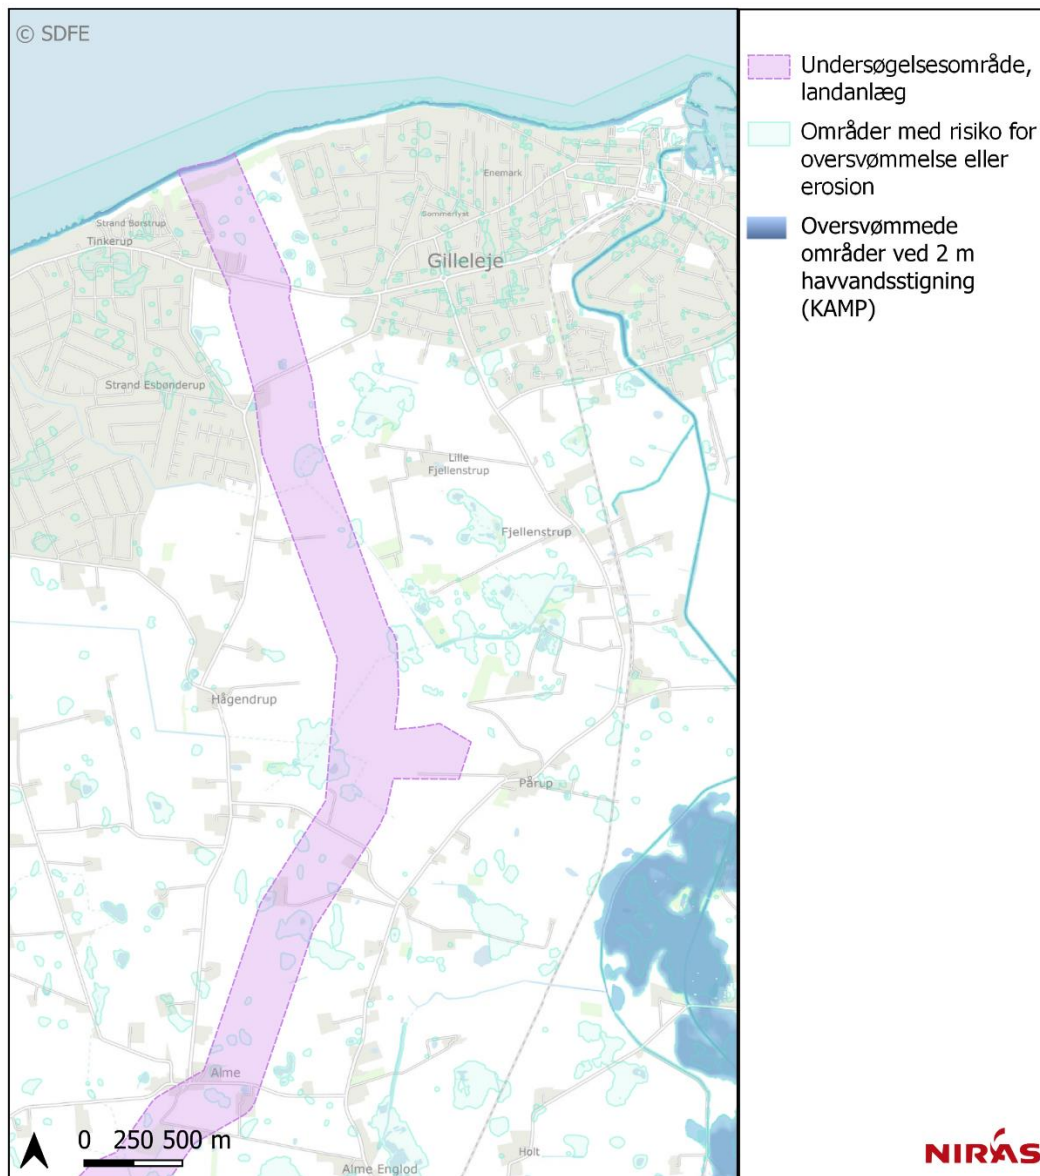 © SDFE
Undersøgelsesområde,
landanlæg
Områder med risiko for
oversvømmelse eller
erosion
Oversvømmede
områder ved 2 m
havvandsstigning
(KAMP)
Enemark
Sommerlyst
Strand Børstrup
Tinkerup
Gilleleje
Strand Esbønderup
Lille
Fjellenstrup
Fjellenstrup
Hågendrup
Pårup
Alme
0 250 500 m
Holt
Alme Englod
NIRÁS